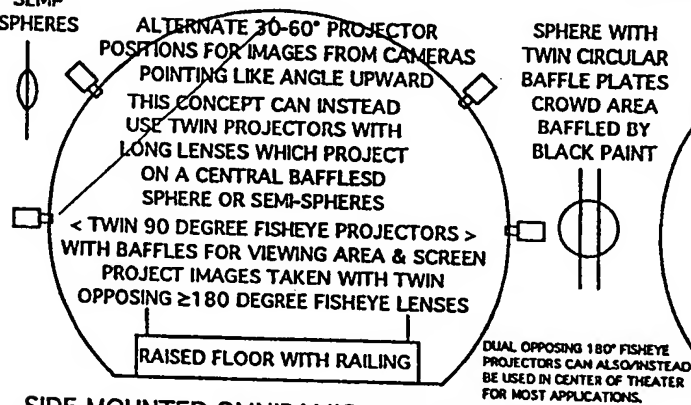 SPHERES
ALTERNATE 30-60° PROJECTOR
POSITIONS FOR IMAGES FROM CAMERAS
POINTING LIKE ANGLE UPWARD
THIS CONCEPT CAN INSTEAD
USE TWIN PROJECTORS WITH
LONG LENSES WHICH PROJECT
ON A CENTRAL BAFFLESD
SPHERE OR SEMI-SPHERES
< TWIN 90 DEGREE FISHEYE PROJECTORS >
WITH BAFFLES FOR VIEWING AREA & SCREEN
PROJECT IMAGES TAKEN WITH TWIN
OPPOSING ≥180 DEGREE FISHEYE LENSES
RAISED FLOOR WITH RAILING
SPHERE WITH
TWIN CIRCULAR
BAFFLE PLATES
CROWD AREA
BAFFLED BY
BLACK PAINT
DUAL OPPOSING 180° FISHEYE
PROJECTORS CAN ALSO/INSTEAD
BE USED IN CENTER OF THEATER
FOR MOST APPLICATIONS.